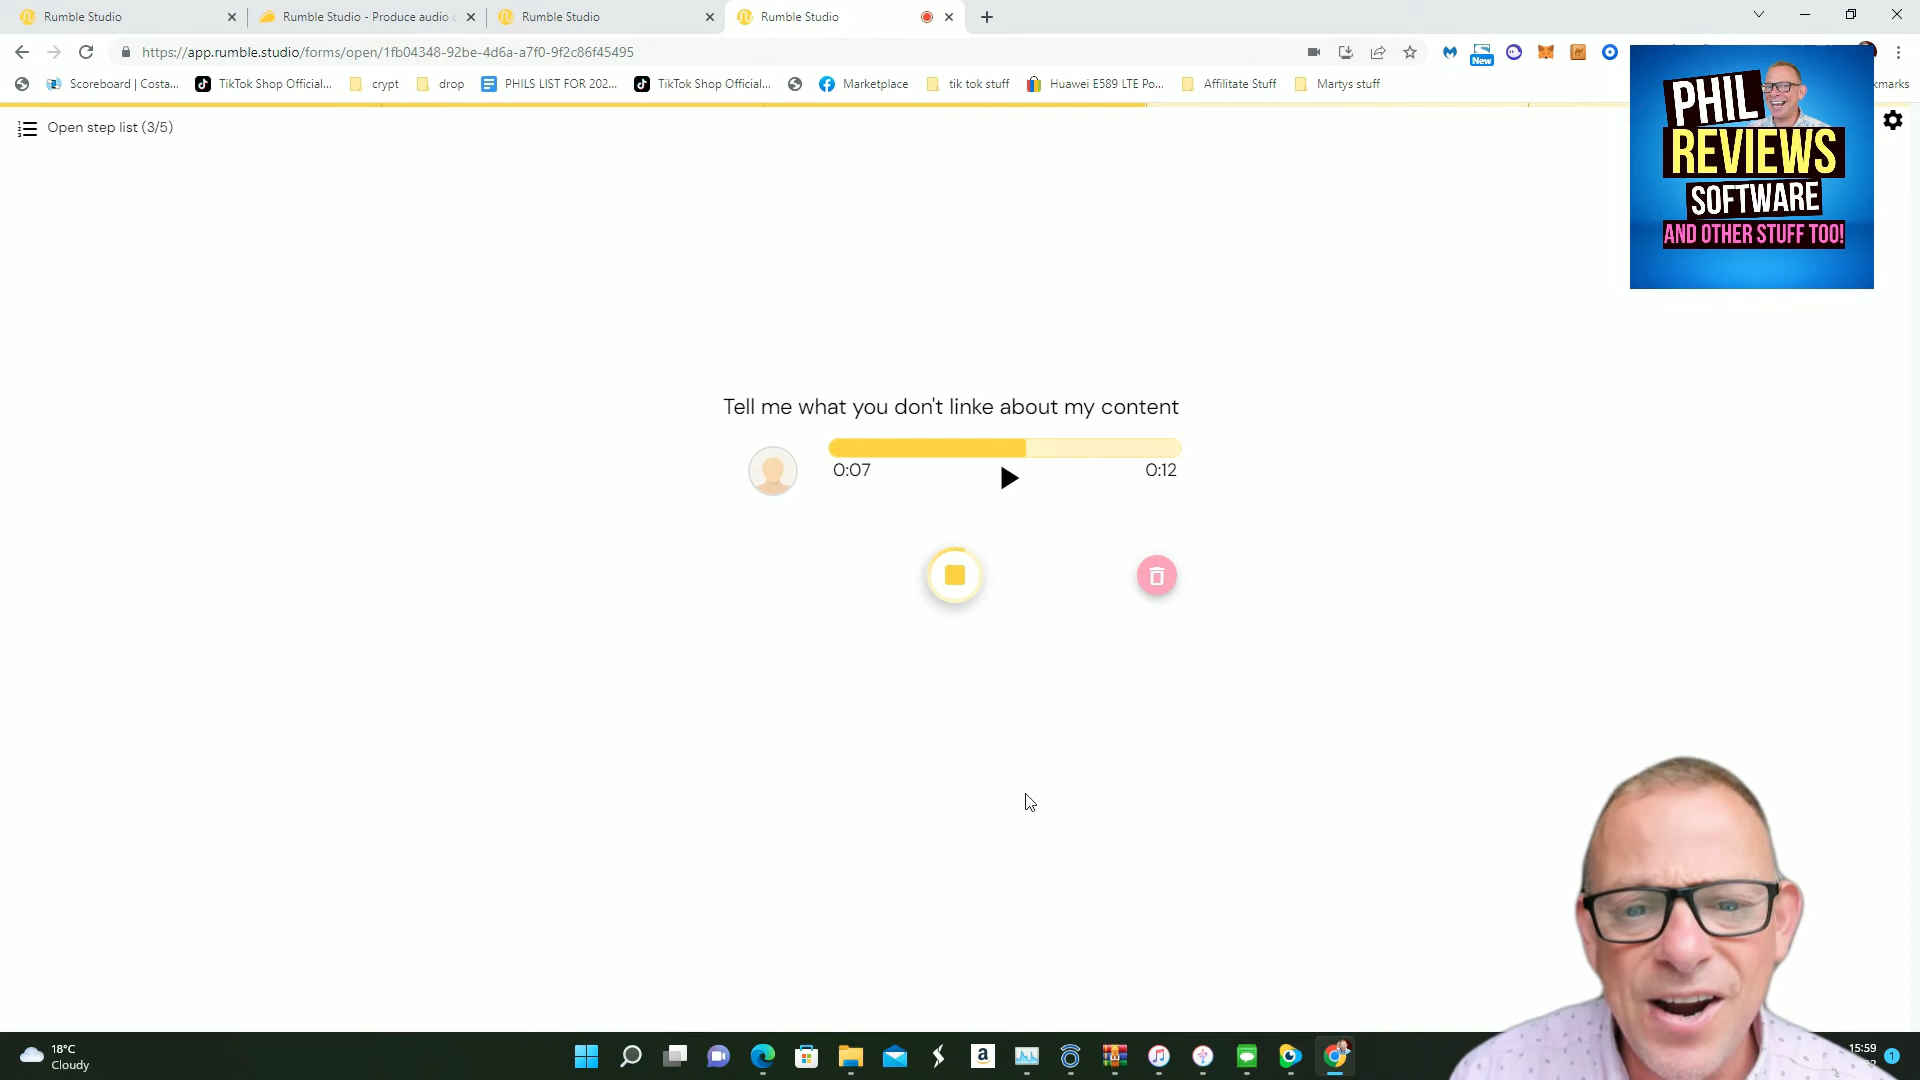 Rumble Studio
Rumble Studio - Produce audio
Rumble Studio
Rumble Studio
https://app.rumble.studio/forms/open/1fb04348-92be-4d6a-a7f0-9f2c86f45495
New
Scoreboard | Costa...
TikTok Shop Official...
crypt
drop
PHILS LIST FOR 202...
TikTok Shop Official...
Marketplace
tik tok stuff
Huawei E589 LTE Po...
Affilitate Stuff
Martys stuff
Open step list (3/5)
PHIL
REVIEWS
SOFTWARE
AND OTHER STUFF TOO!
Tell me what you don't linke about my content
0:07
0:12
18°C
Cloudy
15:59
1